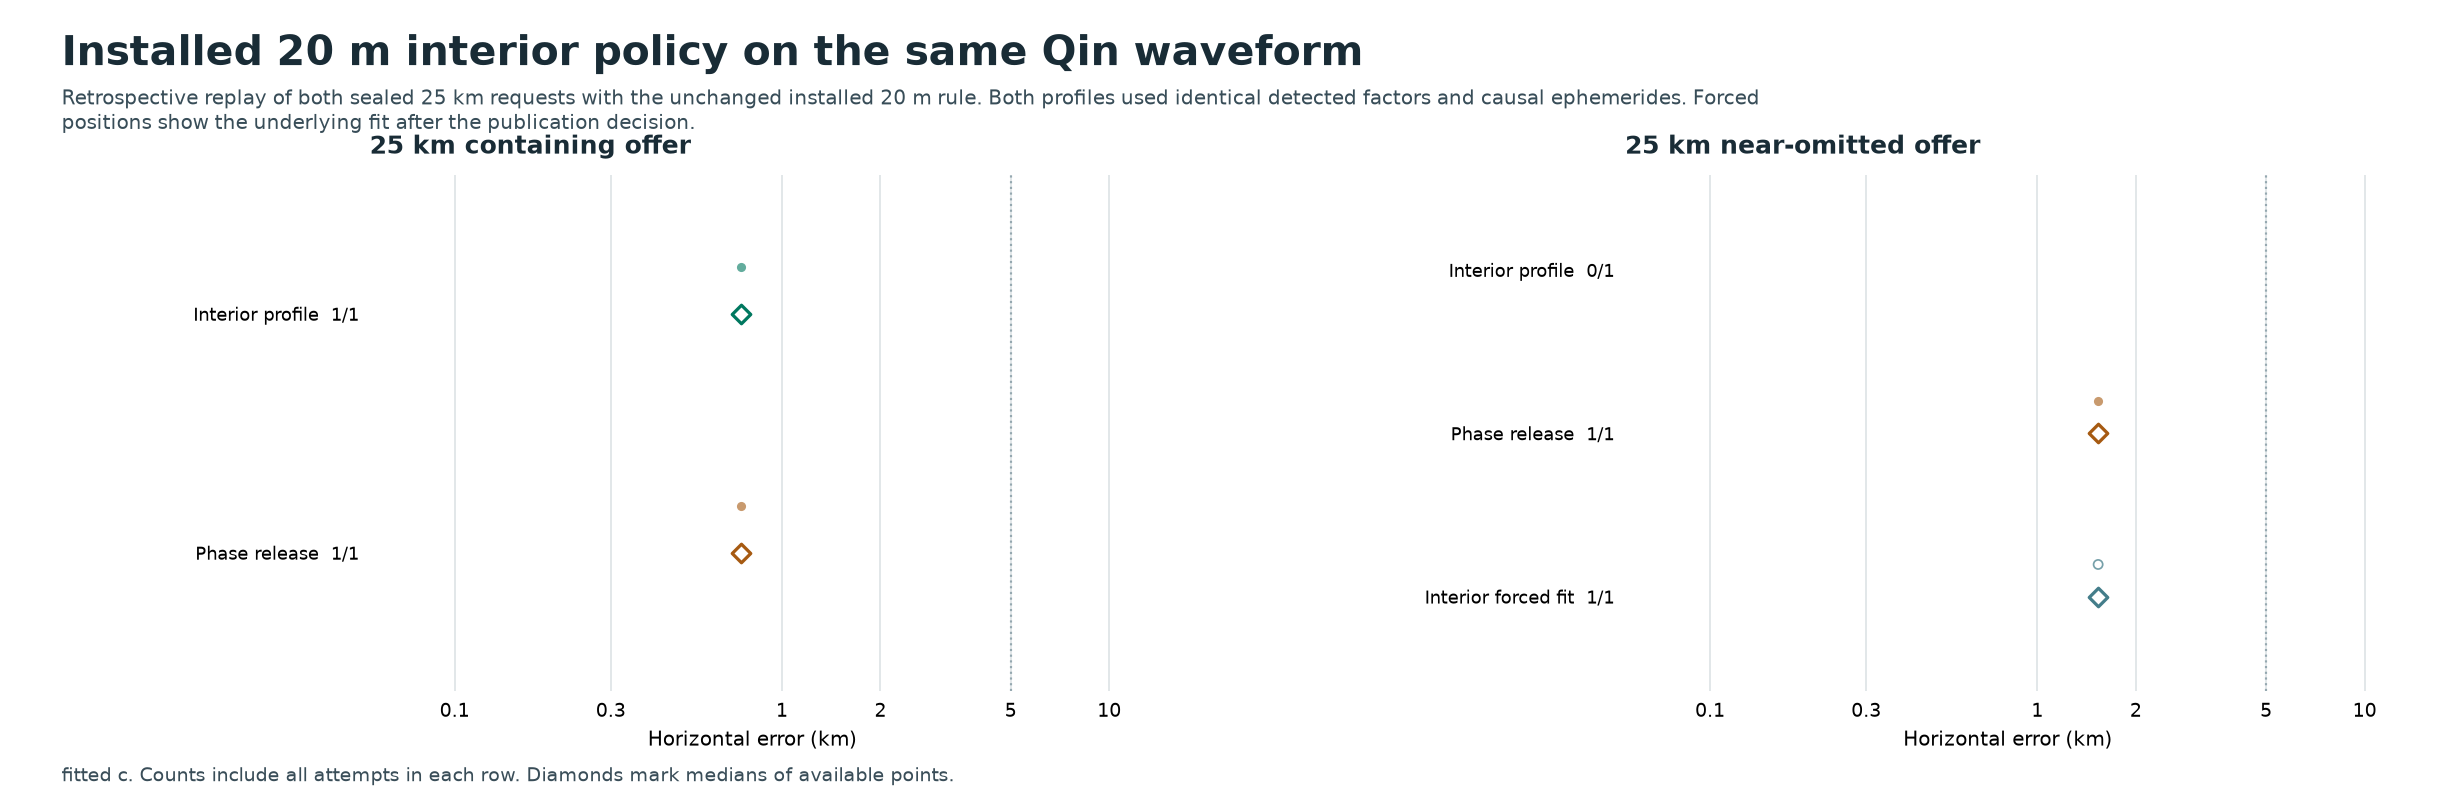 Installed 20 m interior policy on the same Qin waveform
Retrospective replay of both sealed 25 km requests with the unchanged installed 20 m rule. Both profiles used identical detected factors and causal ephemerides. Forced
positions show the underlying fit after the publication decision.
25 km containing offer
Interior profile 1/1
Phase release 1/1
0.1 0.3 1 2 5 10
Horizontal error (km)
25 km near-omitted offer
Interior profile 0/1
Phase release 1/1
Interior forced fit 1/1
0.1 0.3 1 2 5 10
Horizontal error (km)
fitted c. Counts include all attempts in each row. Diamonds mark medians of available points.